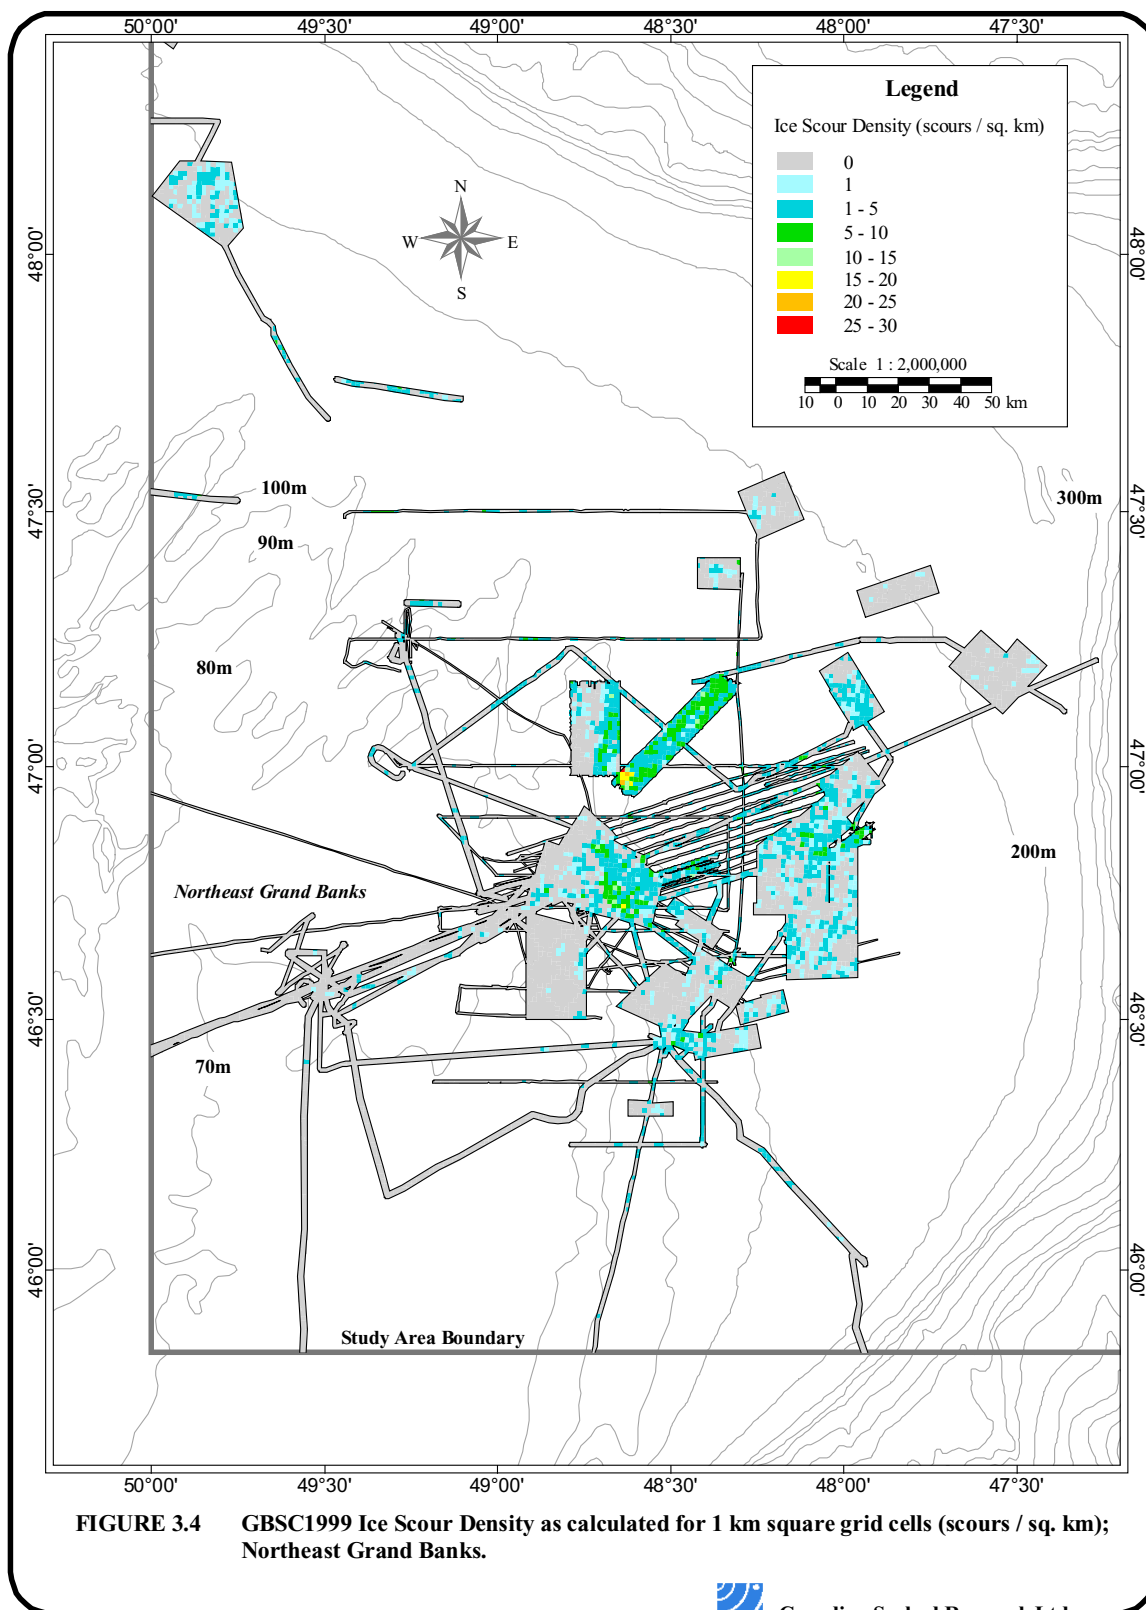 50°00' 49°30' 49°00' 48°30' 48°00' 47°30'
Legend
Ice Scour Density (scours / sq. km)
0
1
1 - 5
5 - 10
10 - 15
15 - 20
20 - 25
25 - 30
Scale 1 : 2,000,000
10 0 10 20 30 40 50 km
N
W E
S
48°00' 48°00'
47°30' 47°30'
47°00' 47°00'
46°30' 46°30'
46°00' 46°00'
100m
300m
90m
80m
200m
Northeast Grand Banks
70m
Study Area Boundary
50°00' 49°30' 49°00' 48°30' 48°00' 47°30'
FIGURE 3.4 GBSC1999 Ice Scour Density as calculated for 1 km square grid cells (scours / sq. km);
Northeast Grand Banks.